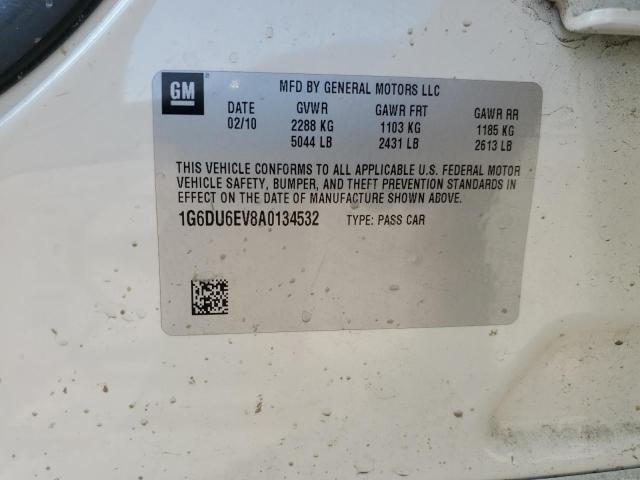 GM
MFD BY GENERAL MOTORS LLC
DATE GVWR GAWR FRT GAWR RR
02/10 2288 KG 1103 KG 1185 KG
5044 LB 2431 LB 2613 LB
THIS VEHICLE CONFORMS TO ALL APPLICABLE U.S. FEDERAL MOTOR
VEHICLE SAFETY, BUMPER, AND THEFT PREVENTION STANDARDS IN
EFFECT ON THE DATE OF MANUFACTURE SHOWN ABOVE.
1G6DU6EV8A0134532 TYPE: PASS CAR